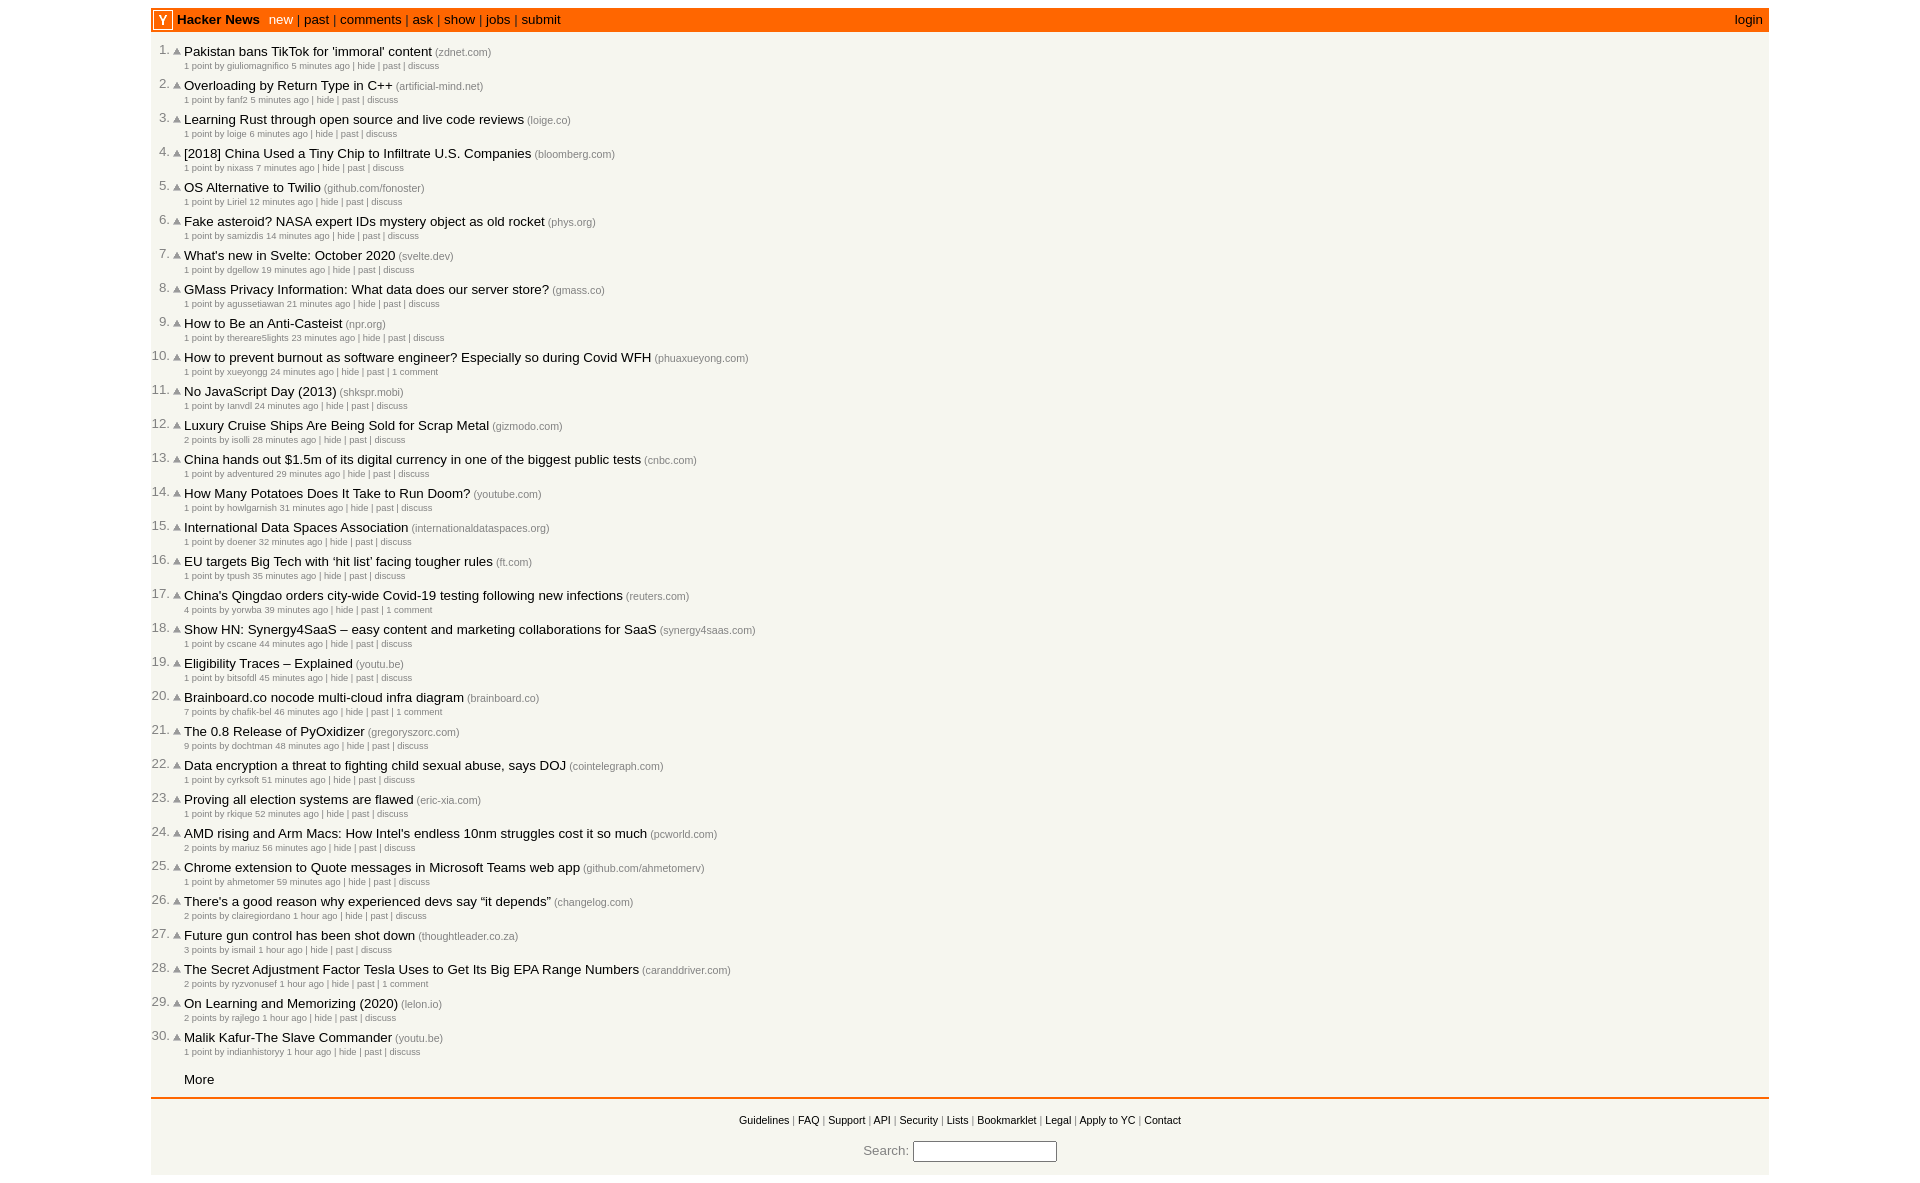 Y Hacker News new | past | comments | ask | show | jobs | submit login
1. Pakistan bans TikTok for 'immoral' content (zdnet.com)
1 point by giuliomagnifico 5 minutes ago | hide | past | discuss
2. Overloading by Return Type in C++ (artificial-mind.net)
1 point by fanf2 5 minutes ago | hide | past | discuss
3. Learning Rust through open source and live code reviews (loige.co)
1 point by loige 6 minutes ago | hide | past | discuss
4. [2018] China Used a Tiny Chip to Infiltrate U.S. Companies (bloomberg.com)
1 point by nixass 7 minutes ago | hide | past | discuss
5. OS Alternative to Twilio (github.com/fonoster)
1 point by Liriel 12 minutes ago | hide | past | discuss
6. Fake asteroid? NASA expert IDs mystery object as old rocket (phys.org)
1 point by samizdis 14 minutes ago | hide | past | discuss
7. What's new in Svelte: October 2020 (svelte.dev)
1 point by dgellow 19 minutes ago | hide | past | discuss
8. GMass Privacy Information: What data does our server store? (gmass.co)
1 point by agussetiawan 21 minutes ago | hide | past | discuss
9. How to Be an Anti-Casteist (npr.org)
1 point by thereare5lights 23 minutes ago | hide | past | discuss
10. How to prevent burnout as software engineer? Especially so during Covid WFH (phuaxueyong.com)
1 point by xueyongg 24 minutes ago | hide | past | 1 comment
11. No JavaScript Day (2013) (shkspr.mobi)
1 point by Ianvdl 24 minutes ago | hide | past | discuss
12. Luxury Cruise Ships Are Being Sold for Scrap Metal (gizmodo.com)
2 points by isolli 28 minutes ago | hide | past | discuss
13. China hands out $1.5m of its digital currency in one of the biggest public tests (cnbc.com)
1 point by adventured 29 minutes ago | hide | past | discuss
14. How Many Potatoes Does It Take to Run Doom? (youtube.com)
1 point by howlgarnish 31 minutes ago | hide | past | discuss
15. International Data Spaces Association (internationaldataspaces.org)
1 point by doener 32 minutes ago | hide | past | discuss
16. EU targets Big Tech with ‘hit list’ facing tougher rules (ft.com)
1 point by tpush 35 minutes ago | hide | past | discuss
17. China's Qingdao orders city-wide Covid-19 testing following new infections (reuters.com)
4 points by yorwba 39 minutes ago | hide | past | 1 comment
18. Show HN: Synergy4SaaS – easy content and marketing collaborations for SaaS (synergy4saas.com)
1 point by cscane 44 minutes ago | hide | past | discuss
19. Eligibility Traces – Explained (youtu.be)
1 point by bitsofdl 45 minutes ago | hide | past | discuss
20. Brainboard.co nocode multi-cloud infra diagram (brainboard.co)
7 points by chafik-bel 46 minutes ago | hide | past | 1 comment
21. The 0.8 Release of PyOxidizer (gregoryszorc.com)
9 points by dochtman 48 minutes ago | hide | past | discuss
22. Data encryption a threat to fighting child sexual abuse, says DOJ (cointelegraph.com)
1 point by cyrksoft 51 minutes ago | hide | past | discuss
23. Proving all election systems are flawed (eric-xia.com)
1 point by rkique 52 minutes ago | hide | past | discuss
24. AMD rising and Arm Macs: How Intel's endless 10nm struggles cost it so much (pcworld.com)
2 points by mariuz 56 minutes ago | hide | past | discuss
25. Chrome extension to Quote messages in Microsoft Teams web app (github.com/ahmetomerv)
1 point by ahmetomer 59 minutes ago | hide | past | discuss
26. There's a good reason why experienced devs say “it depends” (changelog.com)
2 points by clairegiordano 1 hour ago | hide | past | discuss
27. Future gun control has been shot down (thoughtleader.co.za)
3 points by ismail 1 hour ago | hide | past | discuss
28. The Secret Adjustment Factor Tesla Uses to Get Its Big EPA Range Numbers (caranddriver.com)
2 points by ryzvonusef 1 hour ago | hide | past | 1 comment
29. On Learning and Memorizing (2020) (lelon.io)
2 points by rajlego 1 hour ago | hide | past | discuss
30. Malik Kafur-The Slave Commander (youtu.be)
1 point by indianhistoryy 1 hour ago | hide | past | discuss
More
Guidelines | FAQ | Support | API | Security | Lists | Bookmarklet | Legal | Apply to YC | Contact
Search: